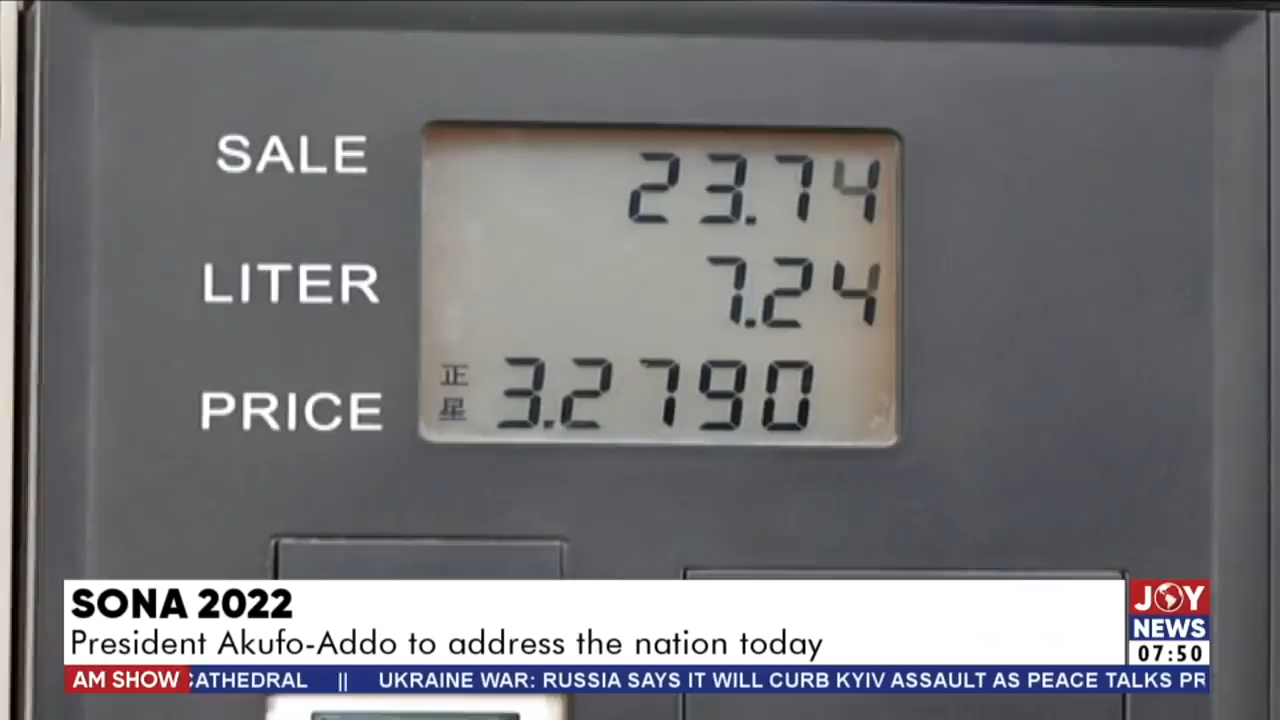 SALE 23.74
LITER 7.24
正星
PRICE 3.2790
SONA 2022
President Akufo-Addo to address the nation today
JOY
NEWS
07:50
AM SHOW CATHEDRAL || UKRAINE WAR: RUSSIA SAYS IT WILL CURB KYIV ASSAULT AS PEACE TALKS